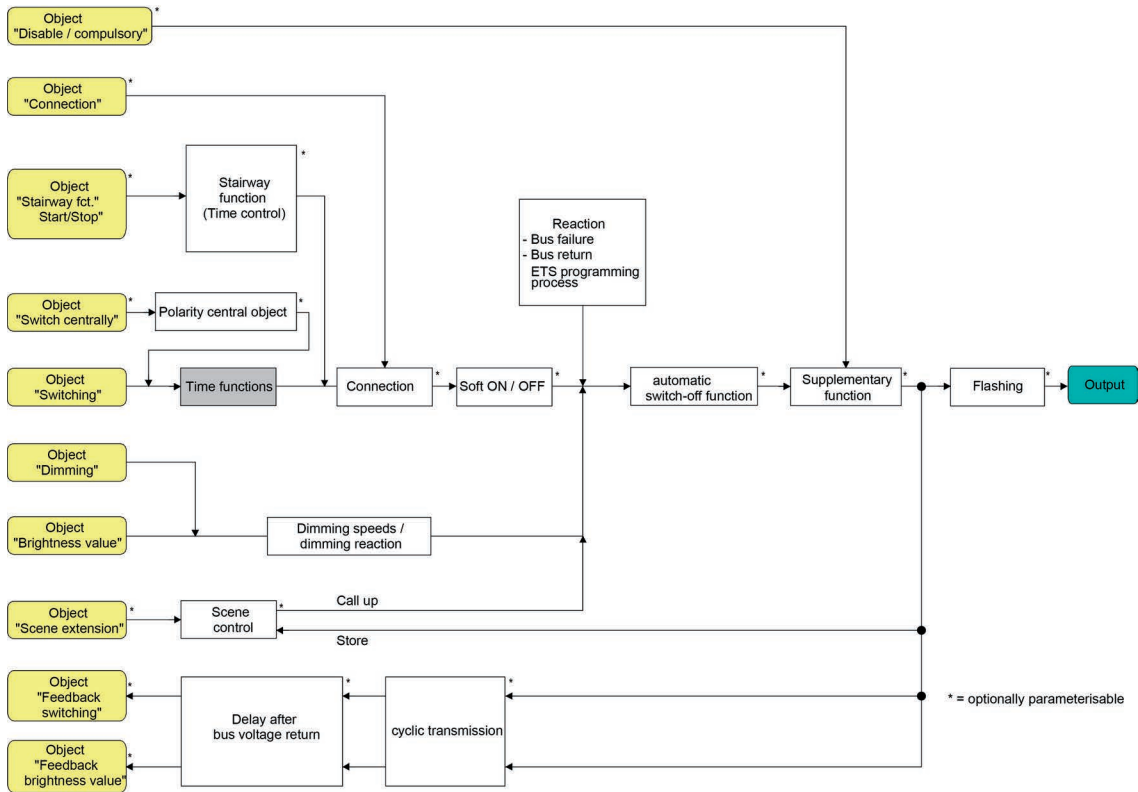 Object
"Disable / compulsory"
*
*
Object
"Connection"
*
Object
"Stairway fct."
Start/Stop"
*
Stairway
function
(Time control)
*
Reaction
- Bus failure
- Bus return
ETS programming
process
*
Object
"Switch centrally"
*
Polarity central object
*
Object
"Switching"
Time functions
Connection
*
Soft ON / OFF
*
automatic
switch-off function
*
Supplementary
function
*
Flashing
*
Output
Object
"Dimming"
Object
"Brightness value"
Dimming speeds /
dimming reaction
Object
"Scene extension"
*
Scene
control
*
Call up
Store
Object
"Feedback
switching"
*
Delay after
bus voltage return
*
cyclic transmission
*
* = optionally parameterisable
Object
"Feedback
brightness value"
*